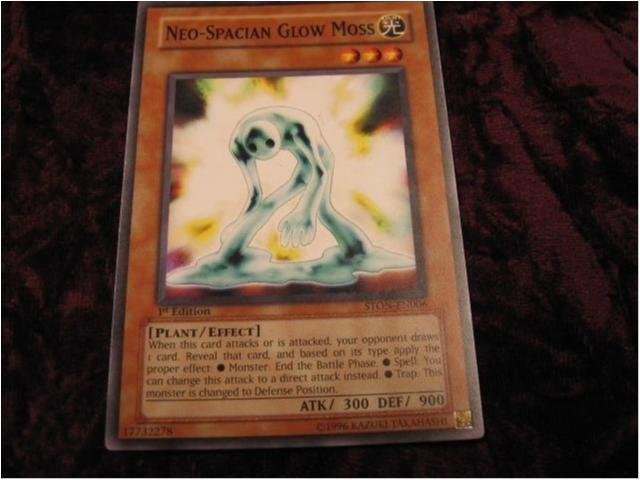 NEO-SPACIAN GLOW MOSS 光
1st Edition
STON-EN006
[PLANT/EFFECT]
When this card attacks or is attacked, your opponent draws
1 card. Reveal that card, and based on its type apply the
proper effect: ● Monster: End the Battle Phase. ● Spell: You
can change this attack to a direct attack instead. ● Trap: This
monster is changed to Defense Position.
ATK/ 300 DEF/ 900
17732278
©1996 KAZUKI TAKAHASHI